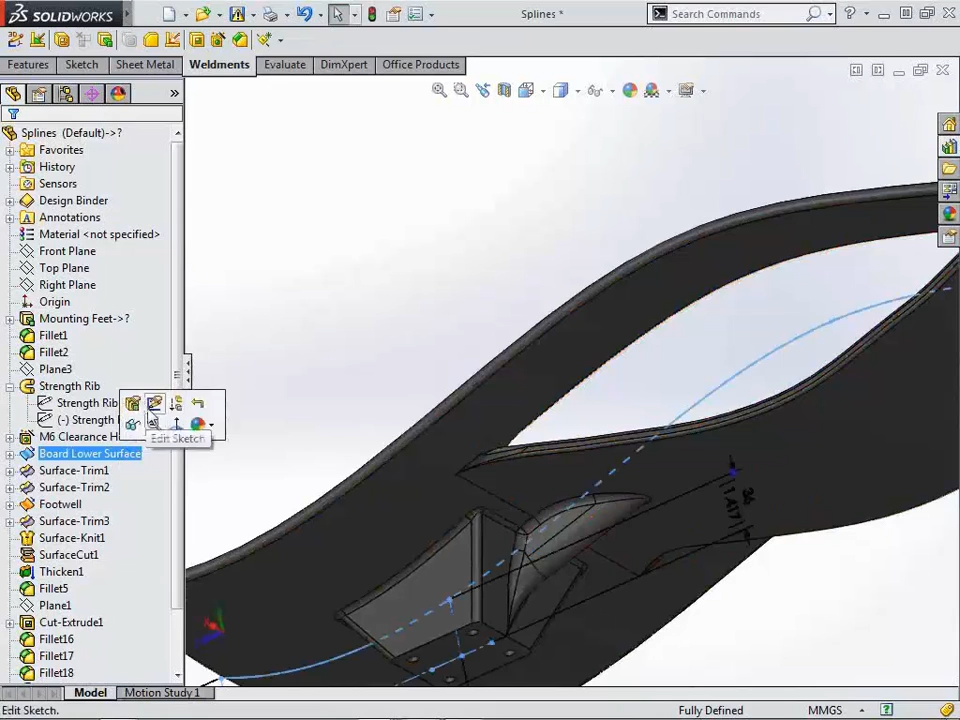 SOLIDWORKS
Splines *
Search Commands
Features
Sketch
Sheet Metal
Weldments
Evaluate
DimXpert
Office Products
Splines (Default)->?
Favorites
History
Sensors
Design Binder
Annotations
Material <not specified>
Front Plane
Top Plane
Right Plane
Origin
Mounting Feet->?
Fillet1
Fillet2
Plane3
Strength Rib
Strength Rib
(-) Strength
M6 Clearance H
Edit Sketch
Board Lower Surface
Surface-Trim1
Surface-Trim2
Footwell
Surface-Trim3
Surface-Knit1
SurfaceCut1
Thicken1
Fillet5
Plane1
Cut-Extrude1
Fillet16
Fillet17
Fillet18
Model
Motion Study 1
Edit Sketch.
Fully Defined
MMGS